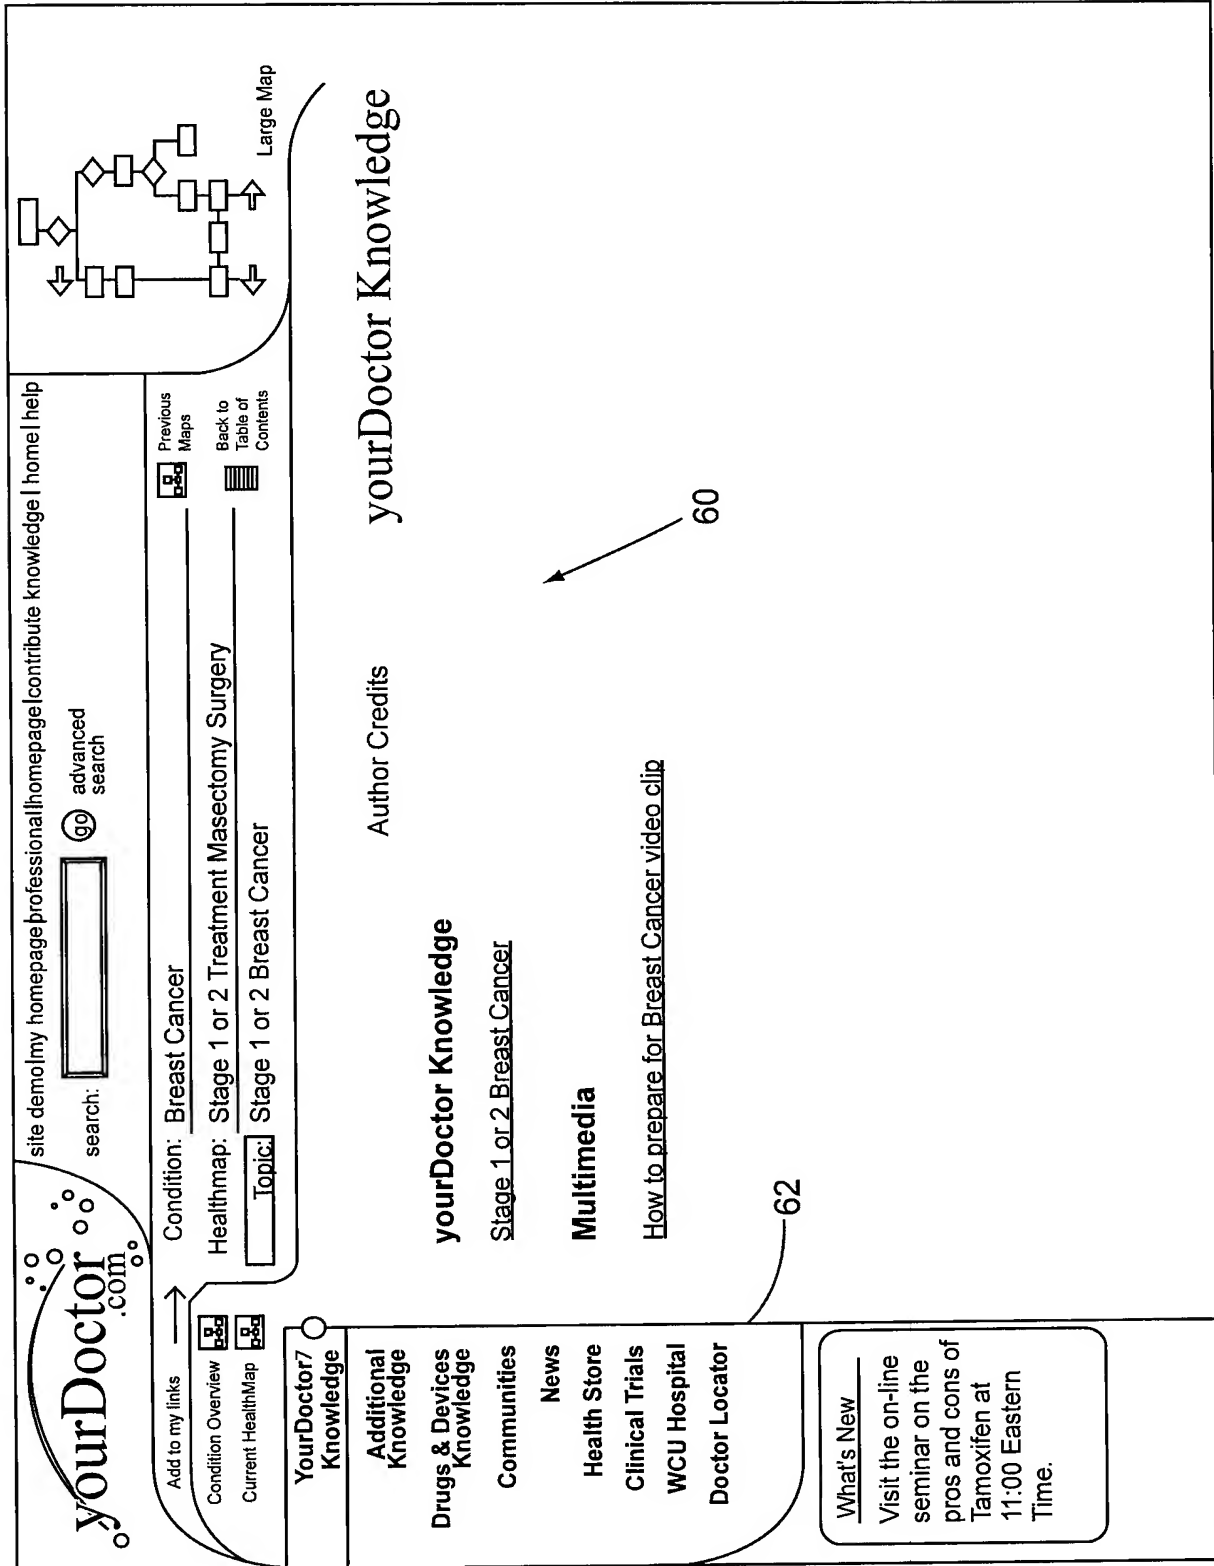 yourDoctor
.com
site demo|my homepage|professional|homepage|contribute knowledge| home| help
search:
go
advanced
search
Large Map
Add to my links
Condition Overview
Current HealthMap
Condition: Breast Cancer
Healthmap: Stage 1 or 2 Treatment Masectomy Surgery
Topic: Stage 1 or 2 Breast Cancer
Previous
Maps
Back to
Table of
Contents
YourDoctor7
Knowledge
Additional
Knowledge
Drugs & Devices
Knowledge
Communities
News
Health Store
Clinical Trials
WCU Hospital
Doctor Locator
62
What's New
Visit the on-line
seminar on the
pros and cons of
Tamoxifen at
11:00 Eastern
Time.
Author Credits
yourDoctor Knowledge
yourDoctor Knowledge
Stage 1 or 2 Breast Cancer
Multimedia
How to prepare for Breast Cancer video clip
60